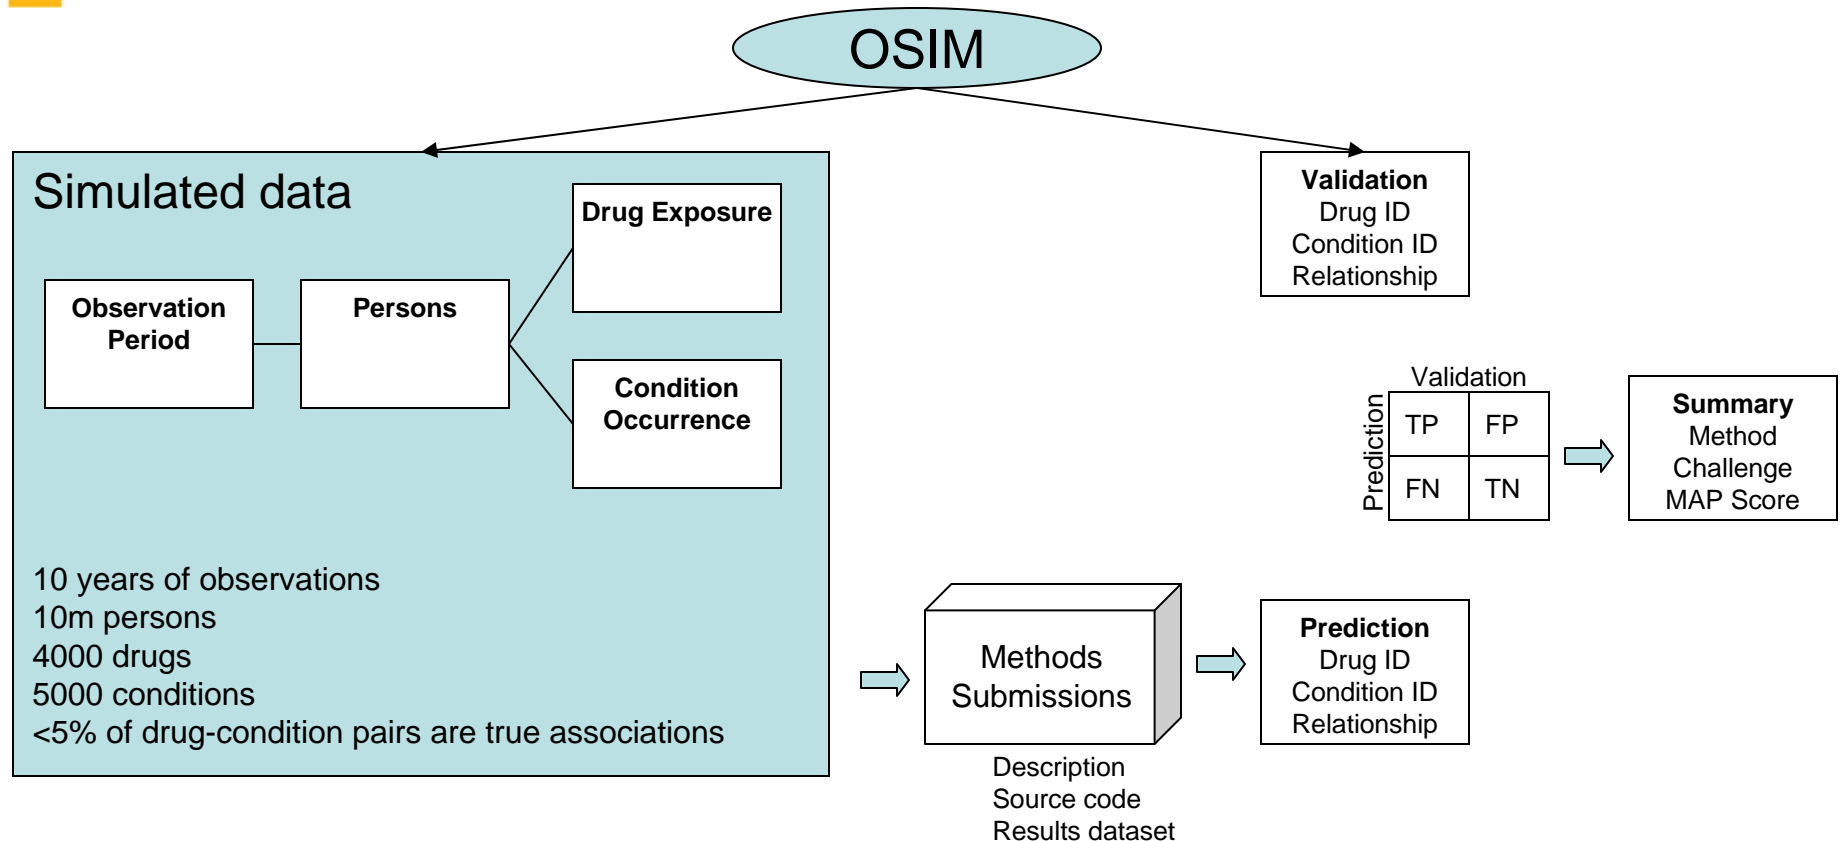 OSIM
Simulated data
Observation
Period
Persons
Drug Exposure
Condition
Occurrence
10 years of observations
10m persons
4000 drugs
5000 conditions
<5% of drug-condition pairs are true associations
Methods
Submissions
Description
Source code
Results dataset
Validation
Drug ID
Condition ID
Relationship
Prediction
Drug ID
Condition ID
Relationship
Validation
Prediction
TP FP
FN TN
Summary
Method
Challenge
MAP Score